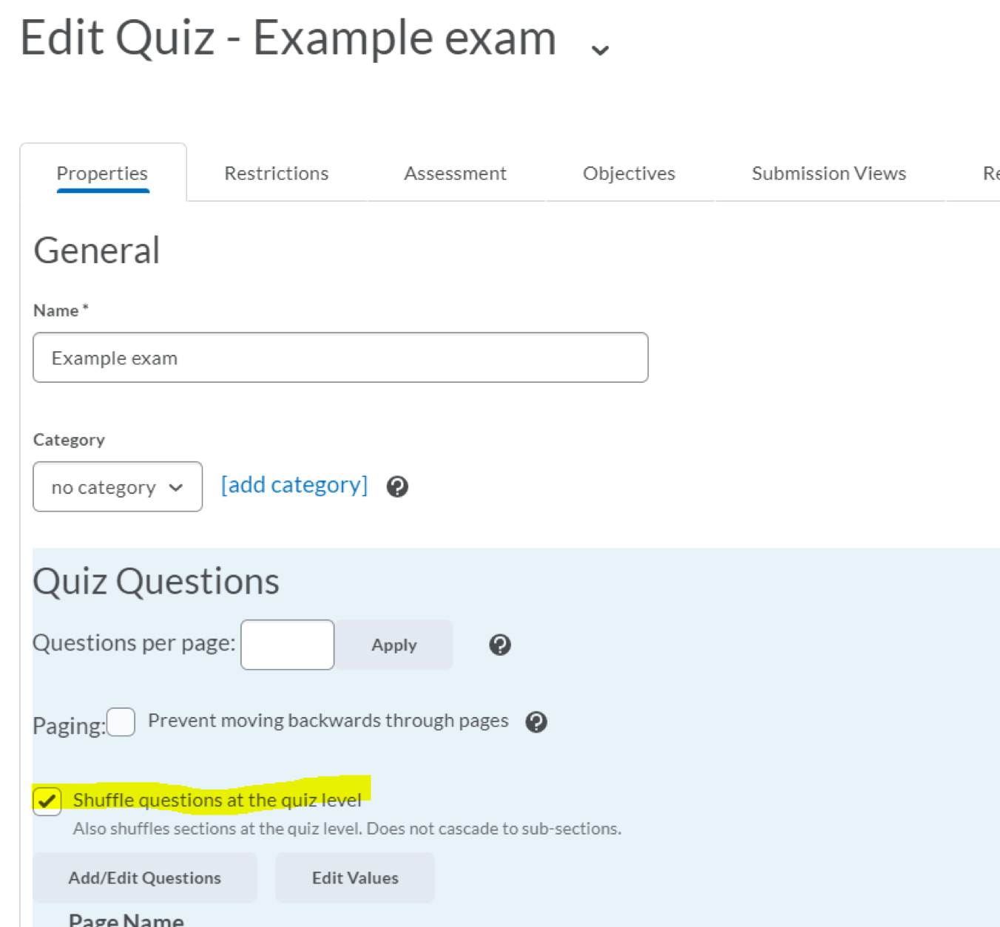 Edit Quiz - Example exam
Properties Restrictions Assessment Objectives Submission Views
General
Name *
Example exam
Category
no category [add category] ?
Quiz Questions
Questions per page: Apply ?
Paging: Prevent moving backwards through pages ?
Shuffle questions at the quiz level
Also shuffles sections at the quiz level. Does not cascade to sub-sections.
Add/Edit Questions Edit Values
Page Name